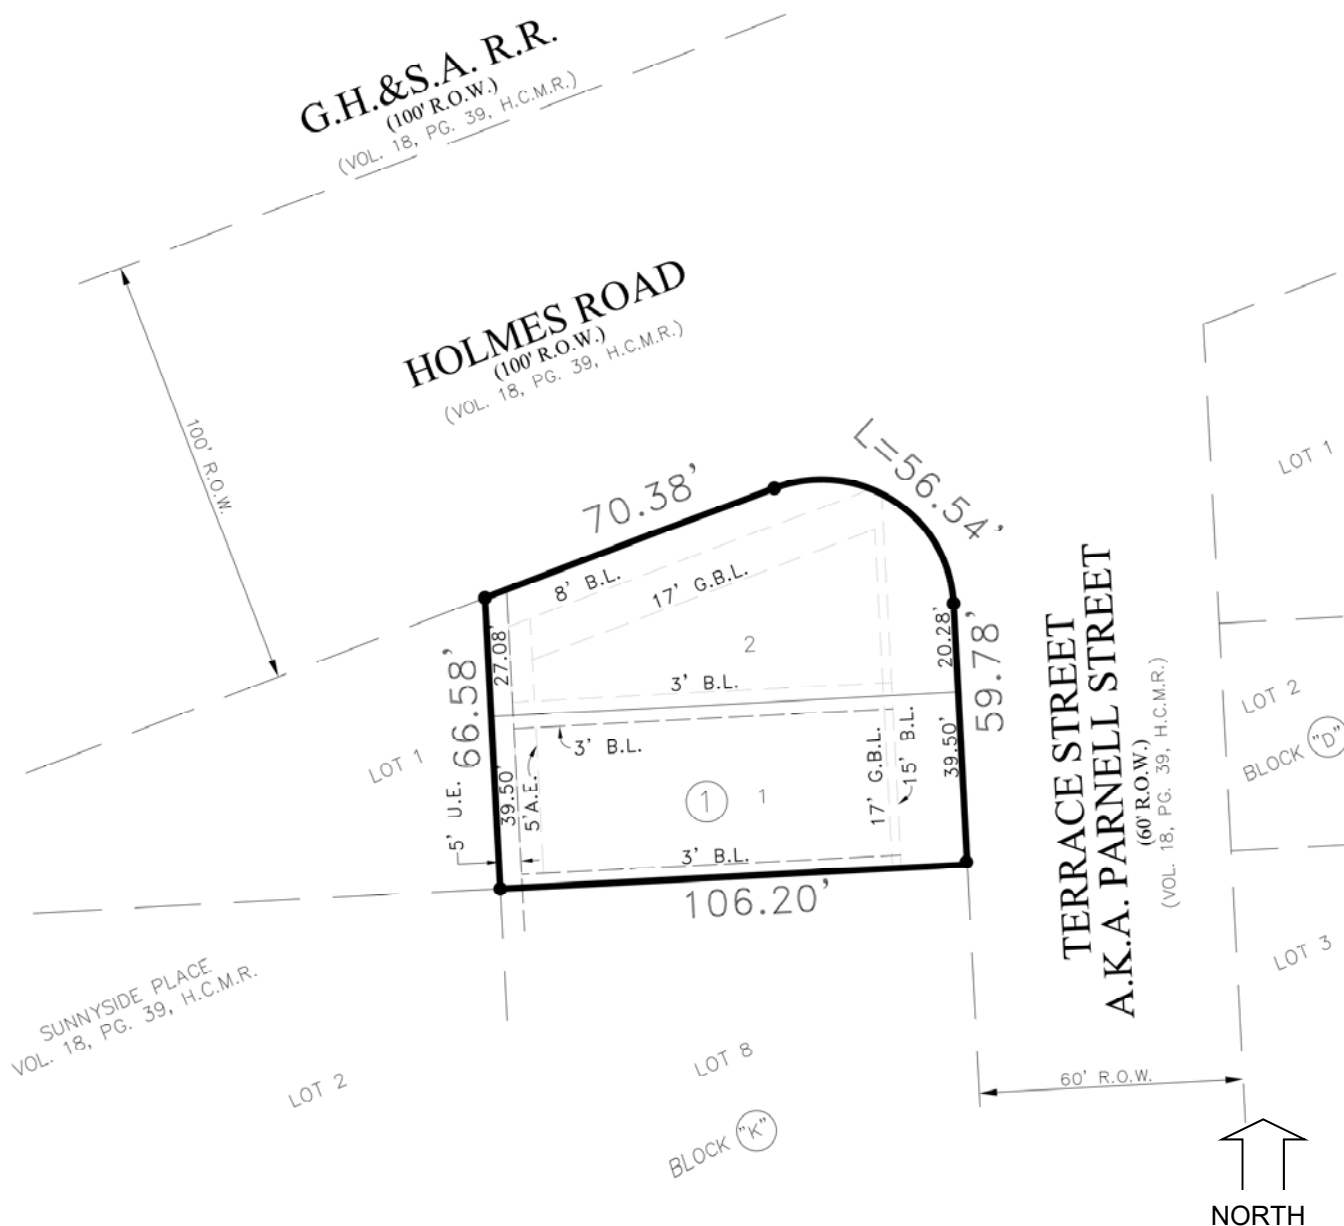 G.H.&S.A. R.R.
(100' R.O.W.)
(VOL. 18, PG. 39, H.C.M.R.)
HOLMES ROAD
(100' R.O.W.)
(VOL. 18, PG. 39, H.C.M.R.)
100' R.O.W.
L=56.54'
70.38'
LOT 1
8' B.L.
17' G.B.L.
2
27.08'
20.28'
66.58'
59.78'
3' B.L.
3' B.L.
LOT 1
5' U.E.
39.50'
5'A.E.
1
1
17' G.B.L.
15' B.L.
39.50'
3' B.L.
106.20'
TERRACE STREET
A.K.A. PARNELL STREET
(60' R.O.W.)
(VOL. 18, PG. 39, H.C.M.R.)
LOT 2
BLOCK "D"
LOT 3
SUNNYSIDE PLACE
VOL. 18, PG. 39, H.C.M.R.
LOT 2
LOT 8
BLOCK "K"
60' R.O.W.
NORTH